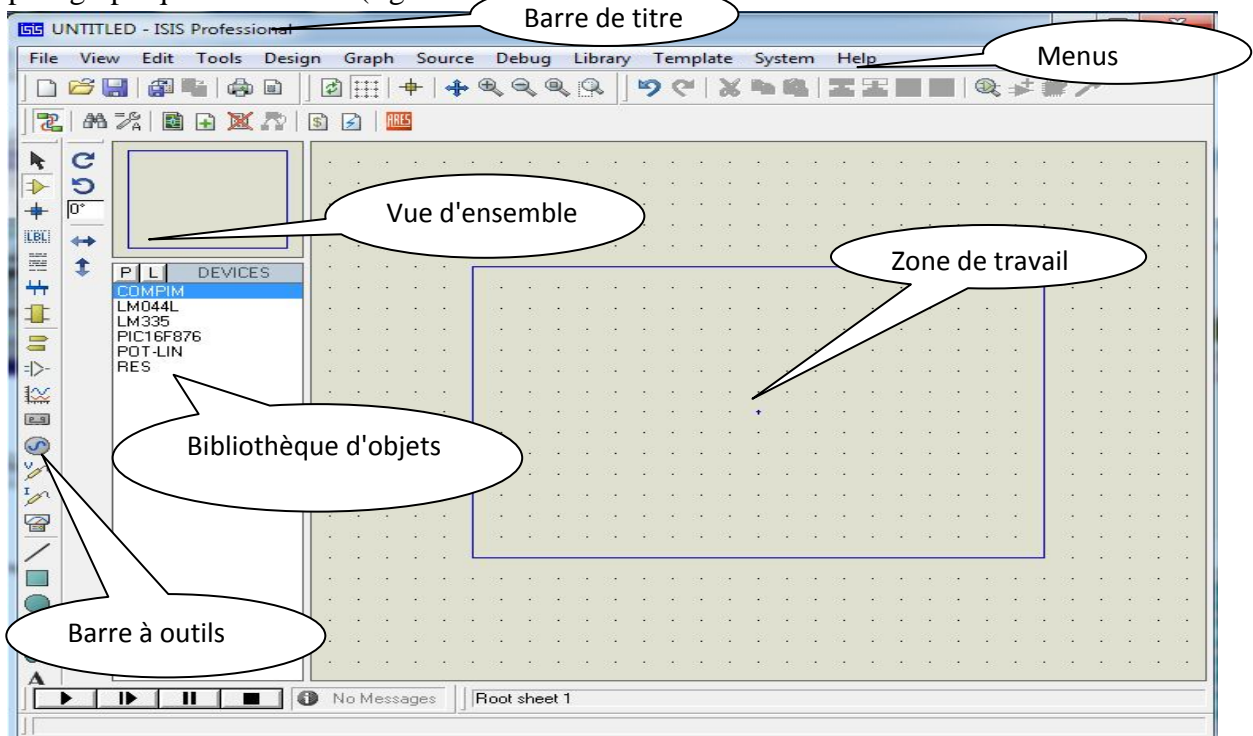 Barre de titre
UNTITLED - ISIS Professional
File View Edit Tools Design Graph Source Debug Library Template System Help
Menus
ARES
0°
LBL
Vue d'ensemble
Zone de travail
P L DEVICES
COMPIM
LM044L
LM335
PIC16F876
POT-LIN
RES
Bibliothèque d'objets
Barre à outils
A
No Messages Root sheet 1